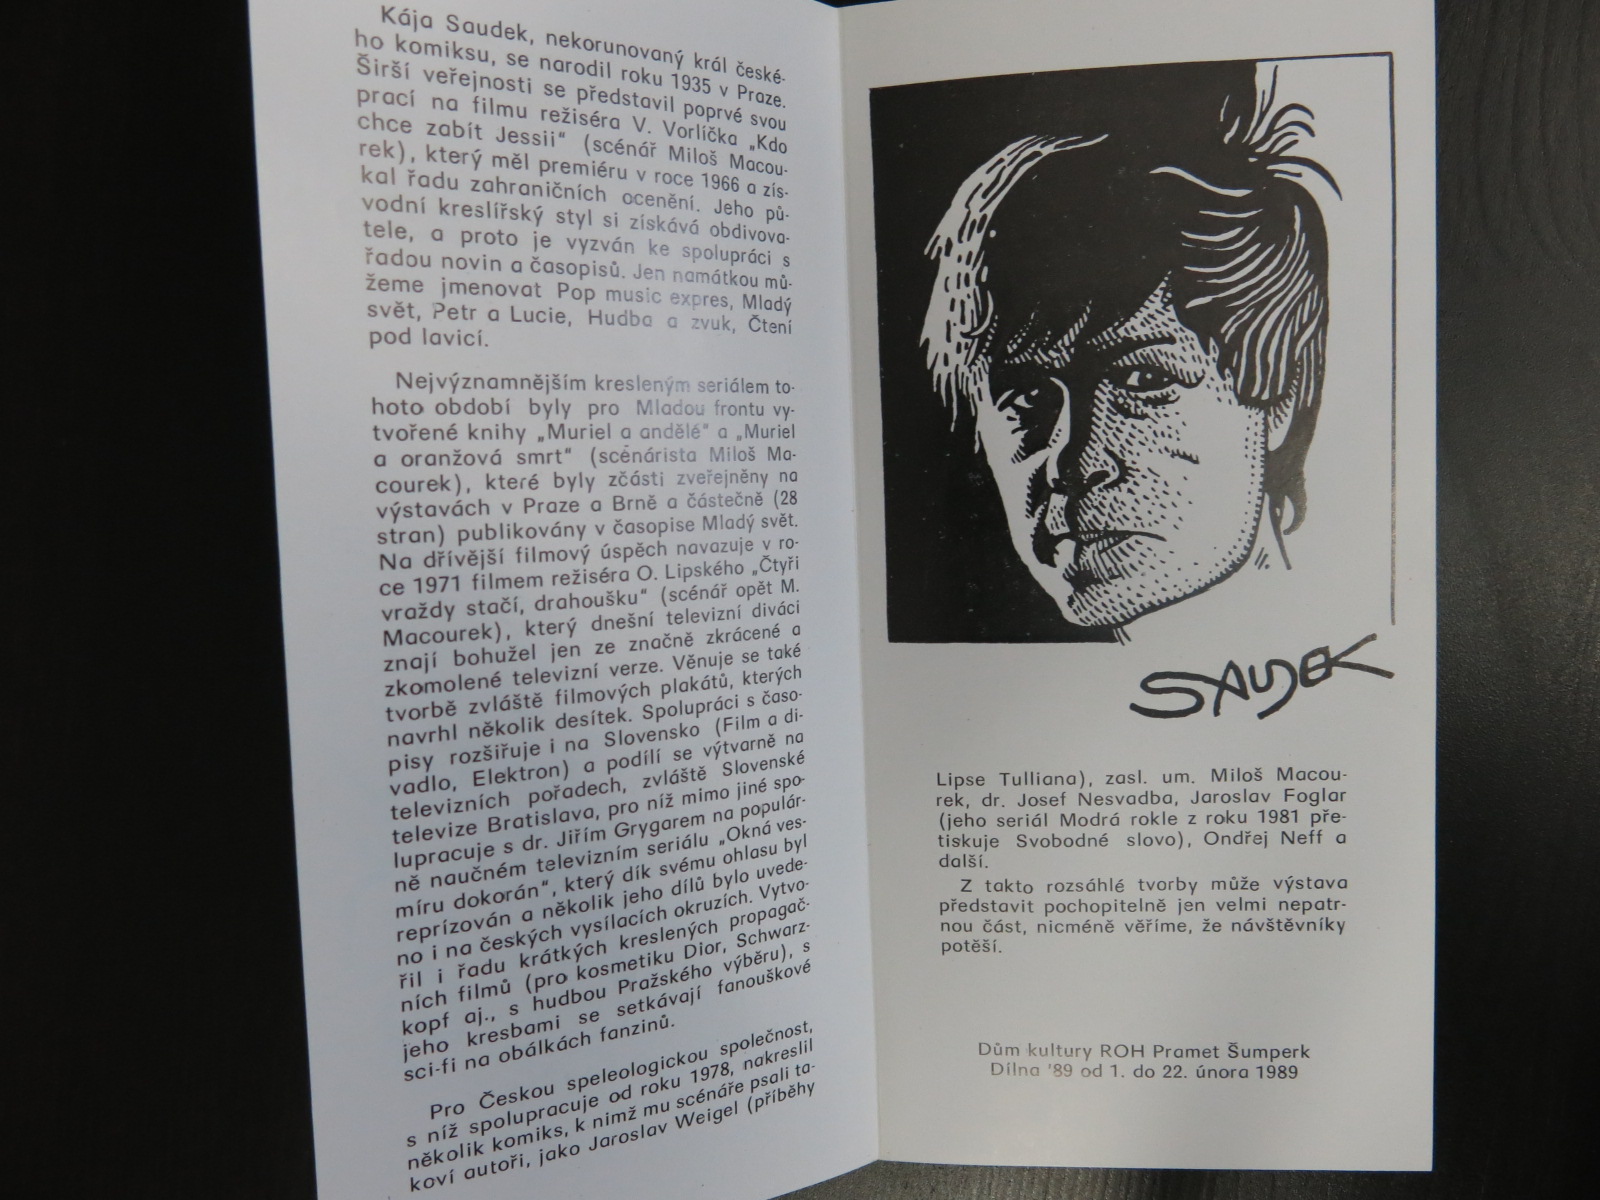 Kája Saudek, nekorunovaný král české-
ho komiksu, se narodil roku 1935 v Praze.
Širší veřejnosti se představil poprvé svou
prací na filmu režiséra V. Vorlíčka „Kdo
chce zabít Jessii“ (scénář Miloš Macou-
rek), který měl premiéru v roce 1966 a zís-
kal řadu zahraničních ocenění. Jeho pů-
vodní kreslířský styl si získává obdivova-
tele, a proto je vyzván ke spolupráci s
řadou novin a časopisů. Jen namátkou mů-
žeme jmenovat Pop music expres, Mladý
svět, Petr a Lucie, Hudba a zvuk, Čtení
pod lavicí.
Nejvýznamnějším kresleným seriálem to-
hoto období byly pro Mladou frontu vy-
tvořené knihy „Muriel a andělé“ a „Muriel
a oranžová smrt“ (scénárista Miloš Ma-
courek), které byly zčásti zveřejněny na
výstavách v Praze a Brně a částečně (28
stran) publikovány v časopise Mladý svět.
Na dřívější filmový úspěch navazuje v ro-
ce 1971 filmem režiséra O. Lipského „Čtyři
vraždy stačí, drahoušku“ (scénář opět M.
Macourek), který dnešní televizní diváci
znají bohužel jen ze značně zkrácené a
zkomolené televizní verze. Věnuje se také
tvorbě zvláště filmových plakátů, kterých
navrhl několik desítek. Spolupráci s časo-
pisy rozšiřuje i na Slovensko (Film a di-
vadlo, Elektron) a podílí se výtvarně na
televizních pořadech, zvláště Slovenské
televize Bratislava, pro níž mimo jiné spo-
lupracuje s dr. Jiřím Grygarem na populár-
ně naučném televizním seriálu „Okná ves-
míru dokorán“, který dík svému ohlasu byl
reprízován a několik jeho dílů bylo uvede-
no i na českých vysílacích okruzích. Vytvo-
řil i řadu krátkých kreslených propagač-
ních filmů (pro kosmetiku Dior, Schwarz-
kopf aj., s hudbou Pražského výběru), s
jeho kresbami se setkávají fanouškové
sci-fi na obálkách fanzinů.
Pro Českou speleologickou společnost,
s níž spolupracuje od roku 1978, nakreslil
několik komiks, k nimž mu scénáře psali ta-
koví autoři, jako Jaroslav Weigel (příběhy
SAUDEK
Lipse Tulliana), zasl. um. Miloš Macou-
rek, dr. Josef Nesvadba, Jaroslav Foglar
(jeho seriál Modrá rokle z roku 1981 pře-
tiskuje Svobodné slovo), Ondřej Neff a
další.
Z takto rozsáhlé tvorby může výstava
představit pochopitelně jen velmi nepatr-
nou část, nicméně věříme, že návštěvníky
potěší.
Dům kultury ROH Pramet Šumperk
Dílna '89 od 1. do 22. února 1989